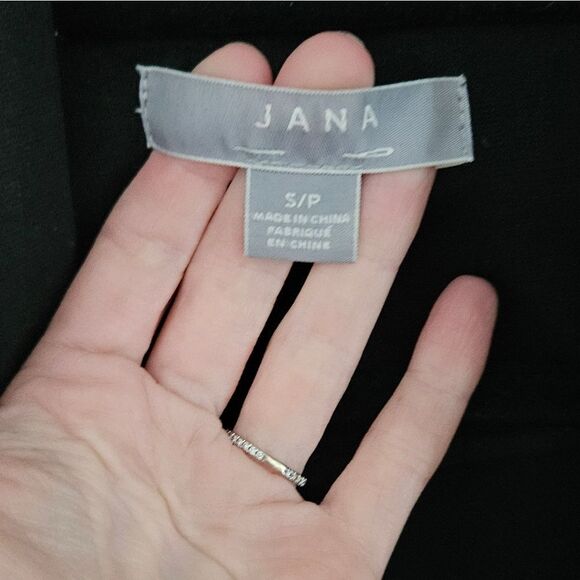 JANA
S/P
MADE IN CHINA
FABRIQUÉ
EN CHINE